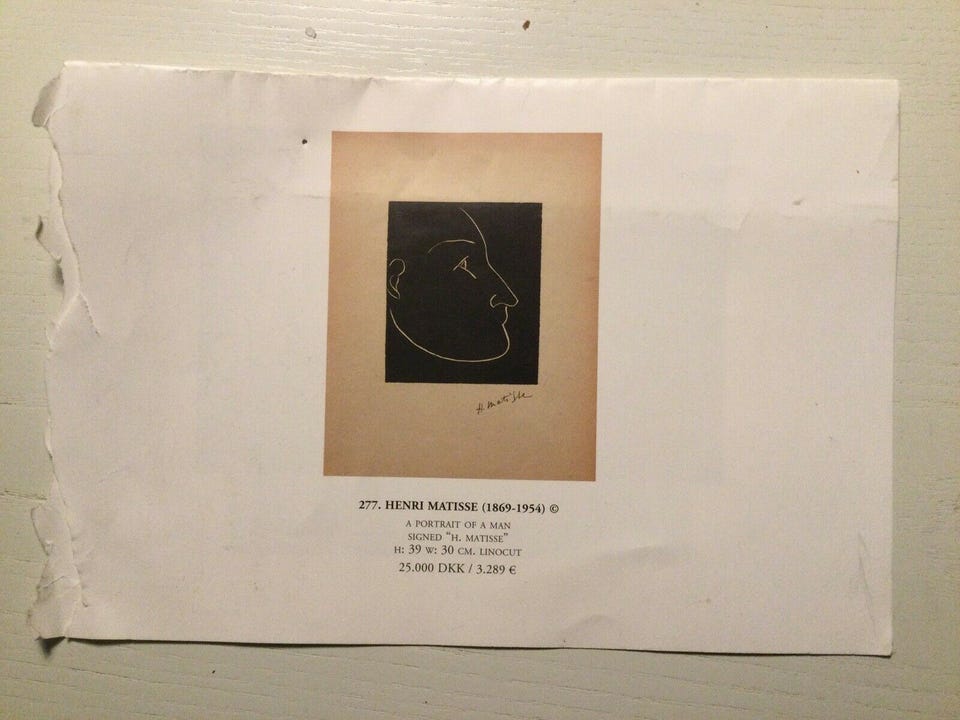 H. Matisse
277. HENRI MATISSE (1869-1954) ©
A PORTRAIT OF A MAN
SIGNED "H. MATISSE"
H: 39 W: 30 CM. LINOCUT
25.000 DKK / 3.289 €